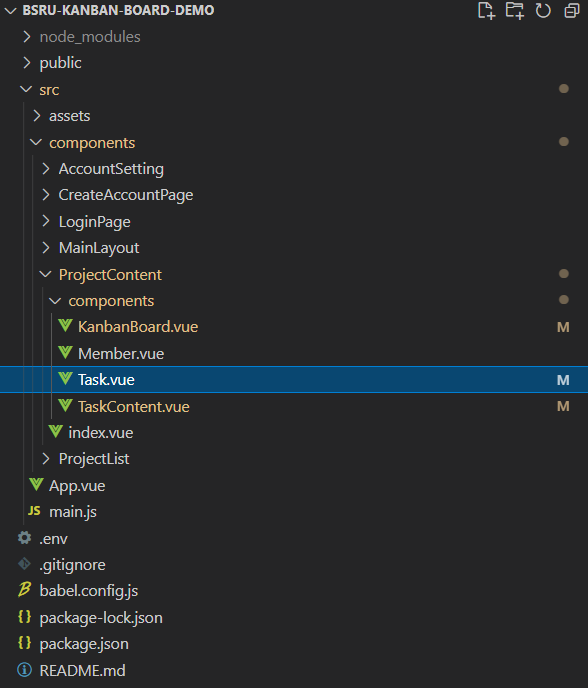 BSRU-KANBAN-BOARD-DEMO
node_modules
public
src
assets
components
AccountSetting
CreateAccountPage
LoginPage
MainLayout
ProjectContent
components
KanbanBoard.vue M
Member.vue
Task.vue M
TaskContent.vue M
index.vue
ProjectList
App.vue
JS main.js
.env
.gitignore
babel.config.js
package-lock.json
package.json
README.md